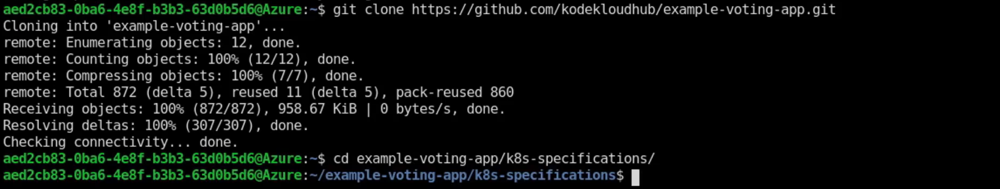 aed2cb83-0ba6-4e8f-b3b3-63d0b5d6@Azure:~$ git clone https://github.com/kodekloudhub/example-voting-app.git
Cloning into 'example-voting-app'...
remote: Enumerating objects: 12, done.
remote: Counting objects: 100% (12/12), done.
remote: Compressing objects: 100% (7/7), done.
remote: Total 872 (delta 5), reused 11 (delta 5), pack-reused 860
Receiving objects: 100% (872/872), 958.67 KiB | 0 bytes/s, done.
Resolving deltas: 100% (307/307), done.
Checking connectivity... done.
aed2cb83-0ba6-4e8f-b3b3-63d0b5d6@Azure:~$ cd example-voting-app/k8s-specifications/
aed2cb83-0ba6-4e8f-b3b3-63d0b5d6@Azure:~/example-voting-app/k8s-specifications$